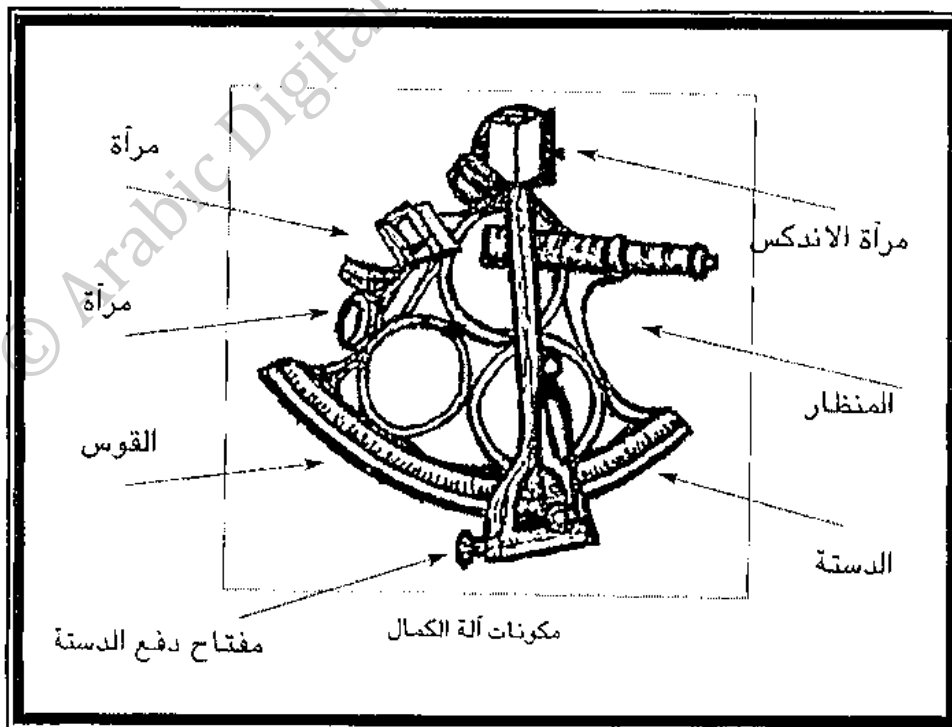 © Arabic Digital
مرآة
مرآة الاندكس
مرآة
المنظار
القوس
الدستة
مفتاح دفع الدستة
مكونات آلة الكمال